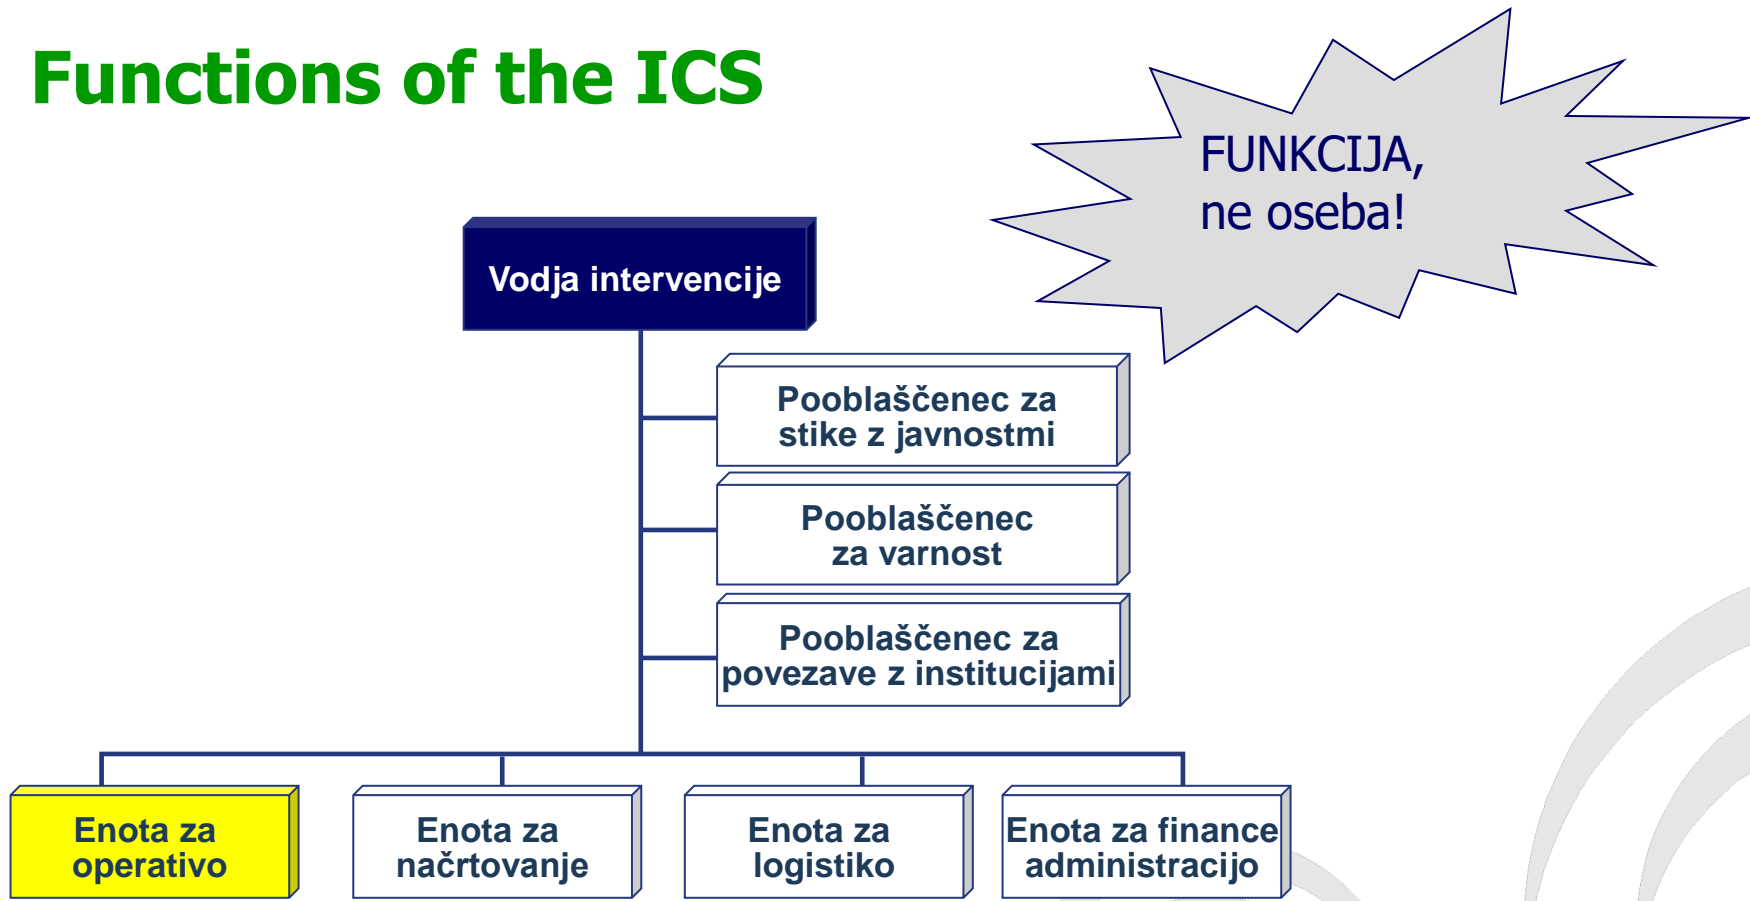 Functions of the ICS
FUNKCIJA,
ne oseba!
Vodja intervencije
Pooblaščenec za
stike z javnostmi
Pooblaščenec
za varnost
Pooblaščenec za
povezave z institucijami
Enota za
operativo
Enota za
načrtovanje
Enota za
logistiko
Enota za finance
administracijo